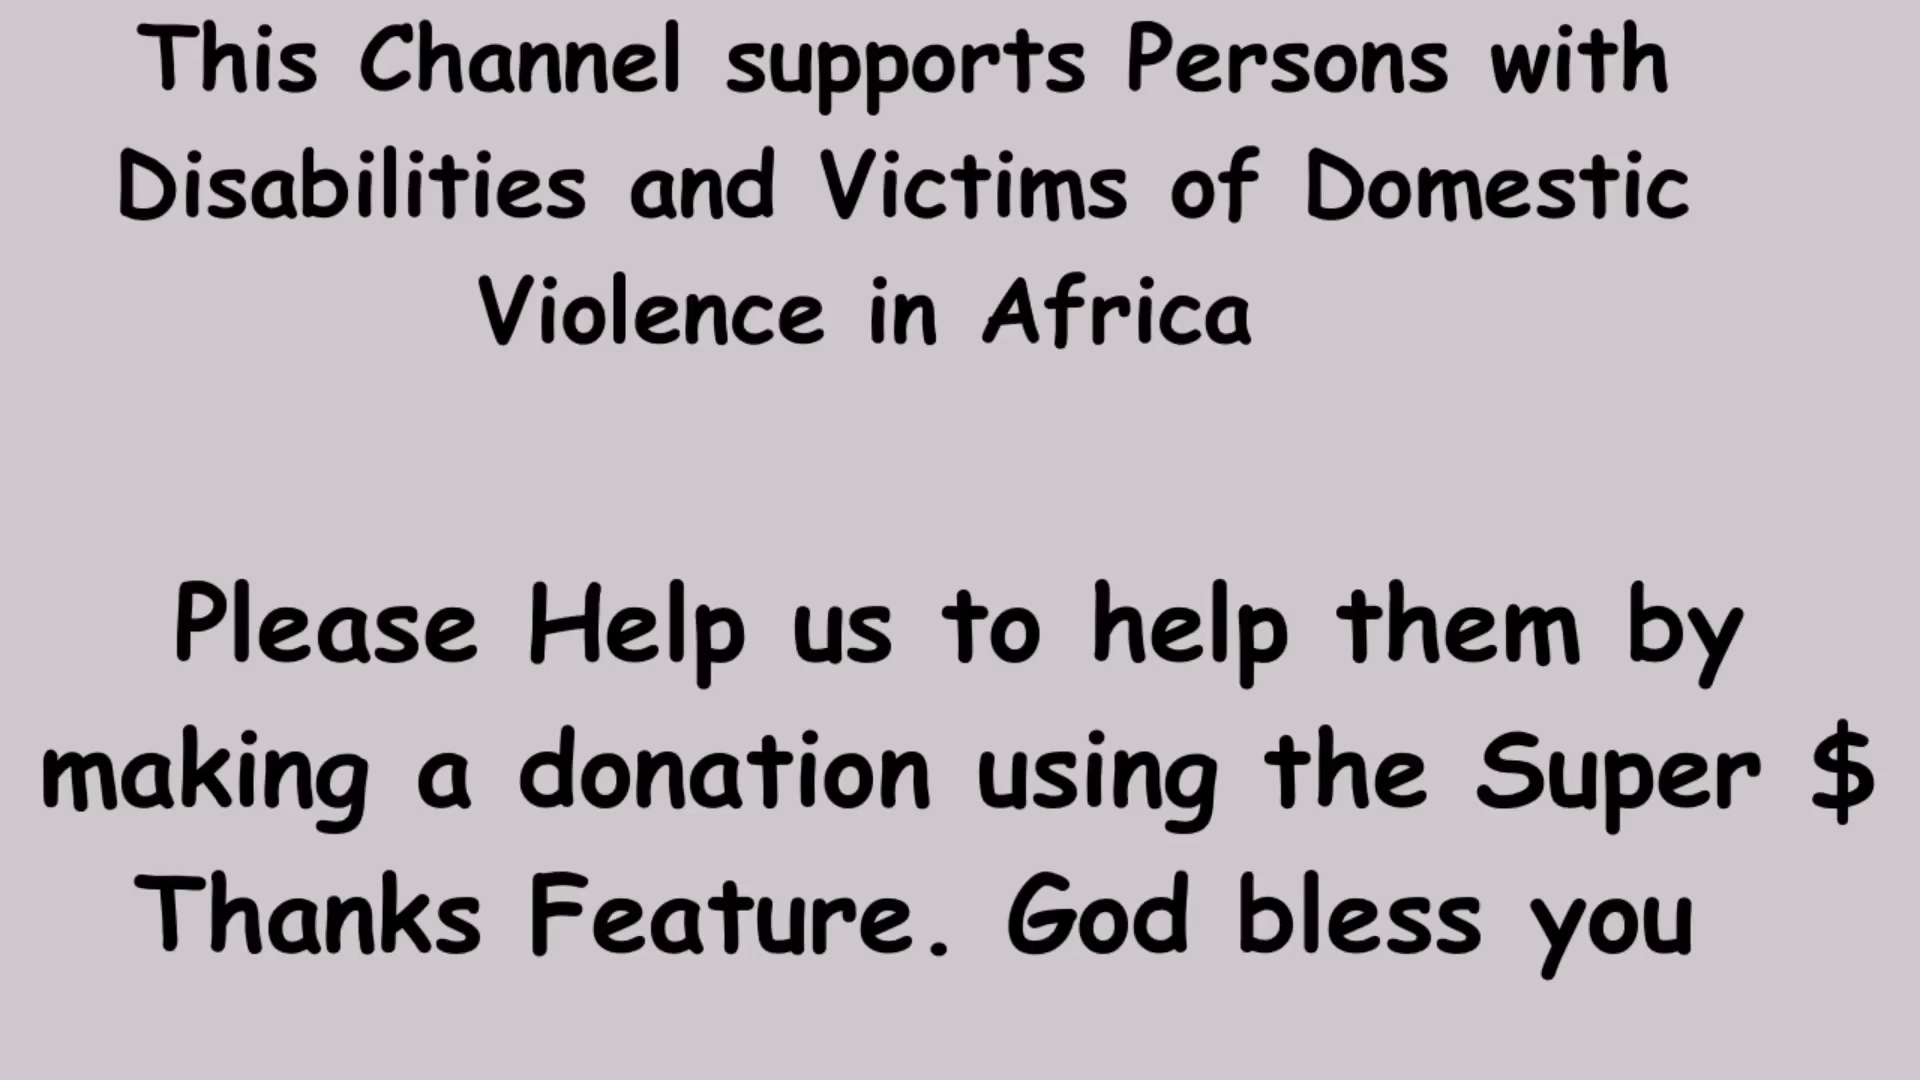 This Channel supports Persons with
Disabilities and Victims of Domestic
Violence in Africa
Please Help us to help them by
making a donation using the Super $
Thanks Feature. God bless you